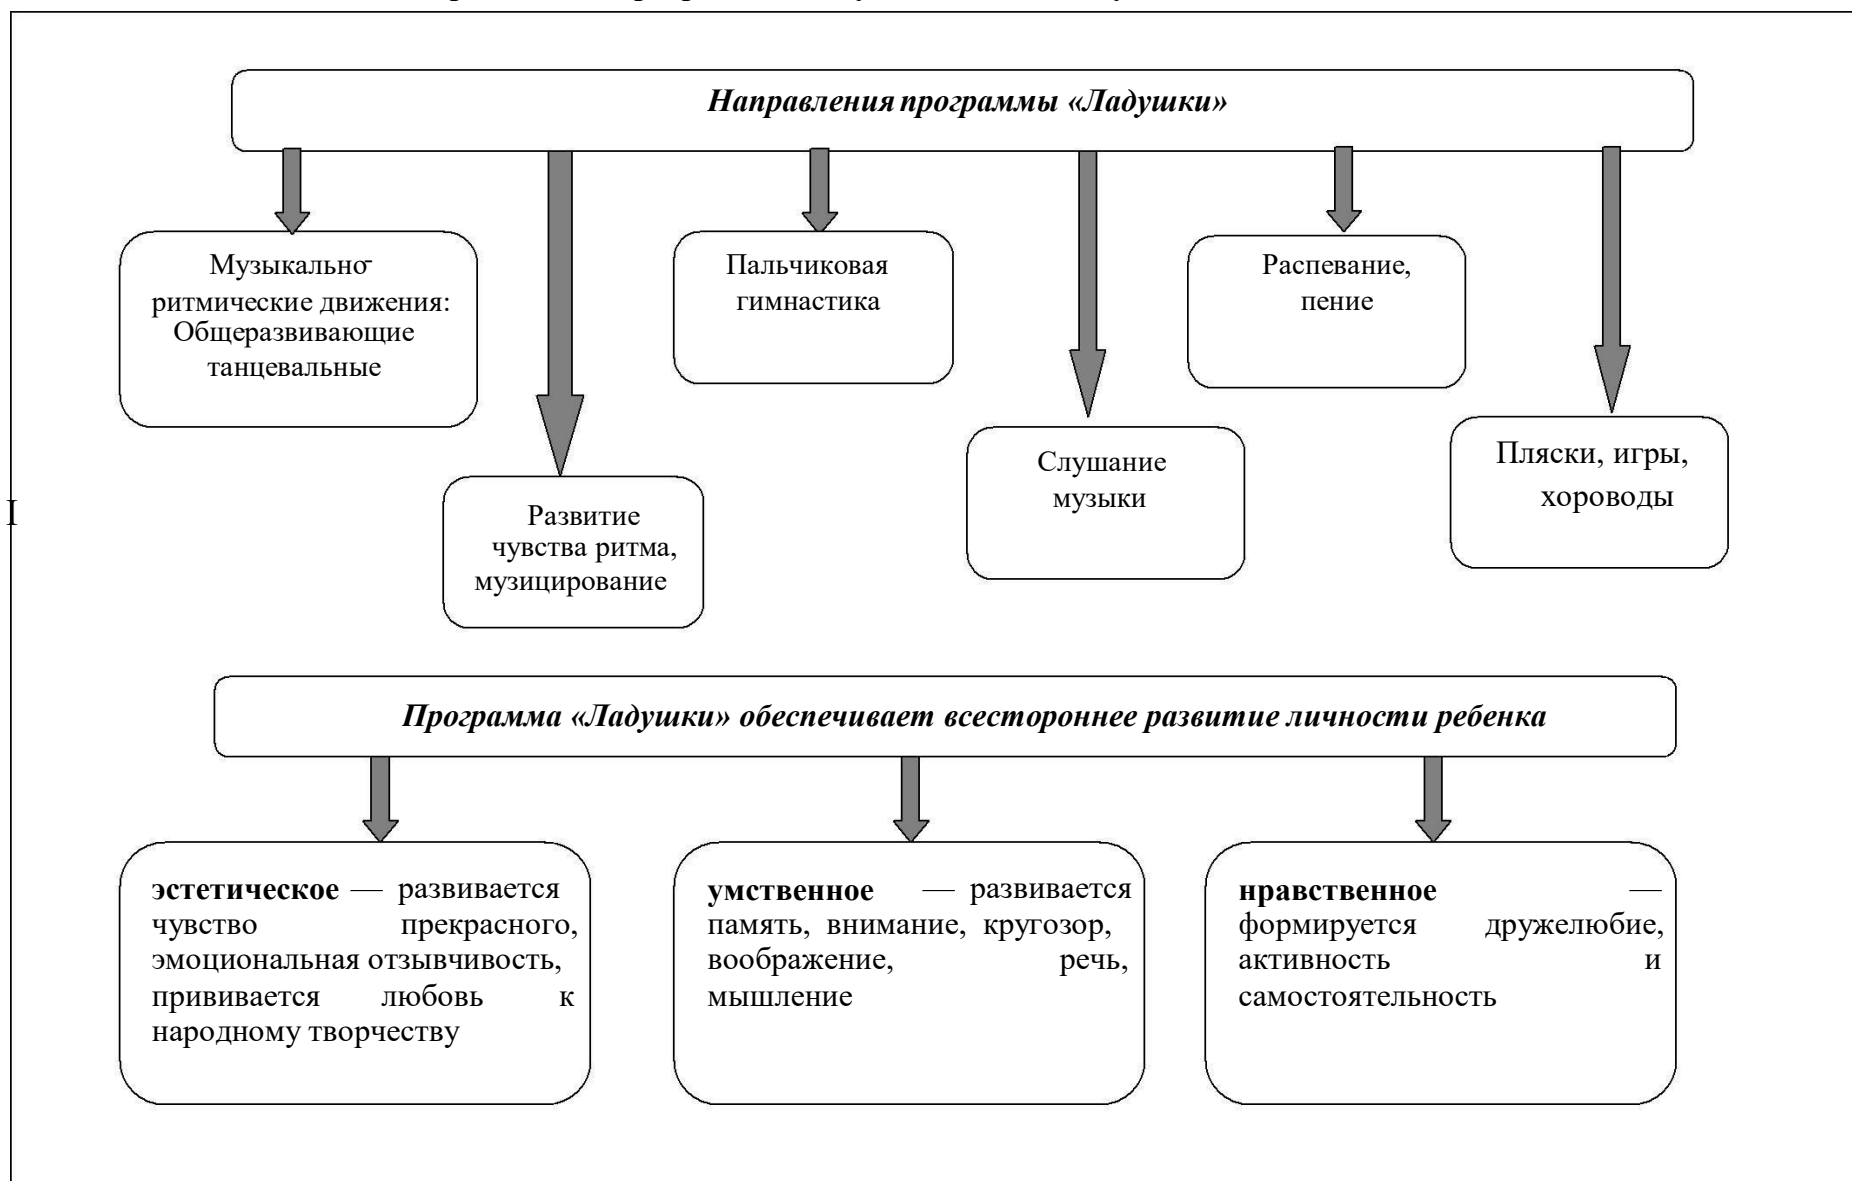 Направления программы «Ладушки»
Музыкально-
ритмические движения:
Общеразвивающие
танцевальные
Пальчиковая
гимнастика
Распевание,
пение
Слушание
музыки
Пляски, игры,
хороводы
I
Развитие
чувства ритма,
музицирование
Программа «Ладушки» обеспечивает всестороннее развитие личности ребенка
эстетическое — развивается
чувство прекрасного,
эмоциональная отзывчивость,
прививается любовь к
народному творчеству
умственное — развивается
память, внимание, кругозор,
воображение, речь,
мышление
нравственное —
формируется дружелюбие,
активность и
самостоятельность